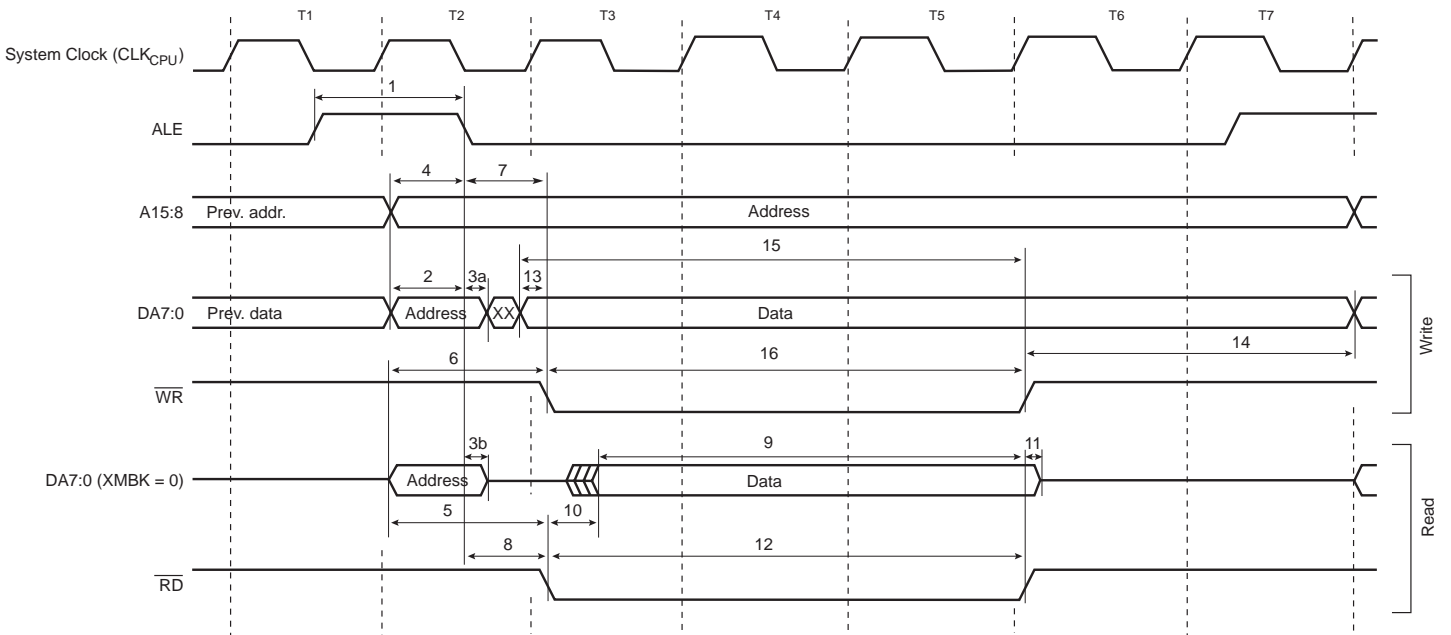 T1 T2 T3 T4 T5 T6 T7
System Clock (CLKCPU)
1
ALE
4 7
A15:8 Prev. addr. Address
15
2 3a 13
DA7:0 Prev. data Address XX Data
14
6 16
WR
Write
3b 9 11
DA7:0 (XMBK = 0) Address Data
5 10
8 12
RD
Read